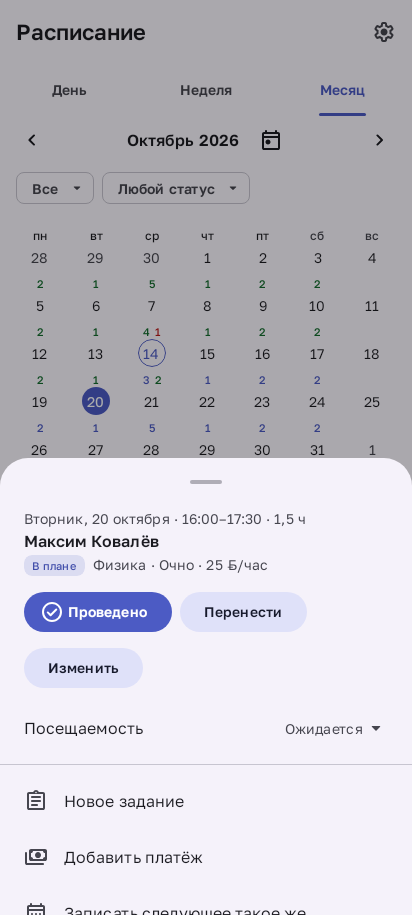 Расписание
День Неделя Месяц
Октябрь 2026
Все Любой статус
пн вт ср чт пт сб вс
28 29 30 1 2 3 4
2 1 5 1 2 2
5 6 7 8 9 10 11
2 1 4 1 1 2 2
12 13 14 15 16 17 18
2 1 3 2 1 2 2
19 20 21 22 23 24 25
2 1 5 1 2 2
26 27 28 29 30 31 1
Вторник, 20 октября · 16:00–17:30 · 1,5 ч
Максим Ковалёв
В плане Физика · Очно · 25 Ƃ/час
Проведено Перенести
Изменить
Посещаемость Ожидается
Новое задание
Добавить платёж
Записать следующее такое же